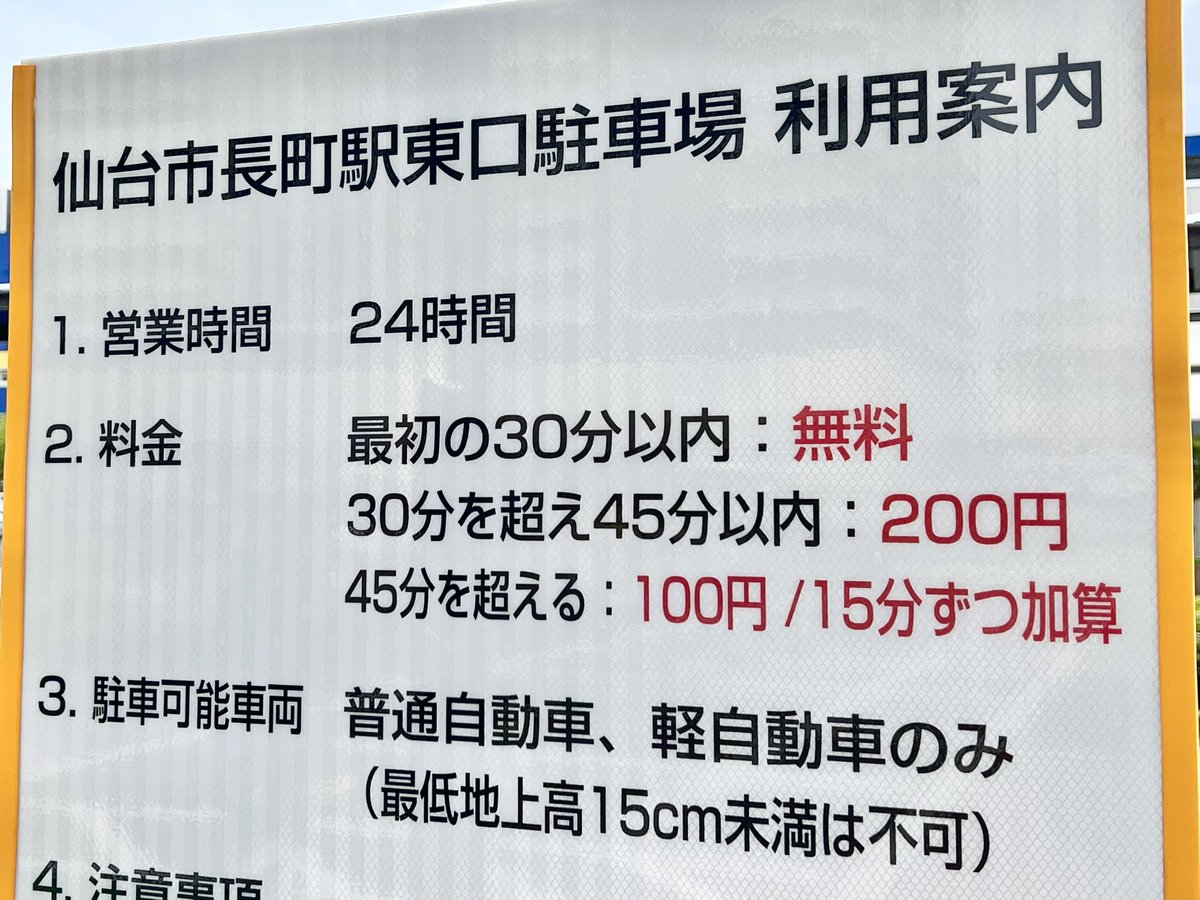 仙台市長町駅東口駐車場 利用案内
1. 営業時間 24時間
2. 料金 最初の30分以内：無料
30分を超え45分以内：200円
45分を超える：100円 /15分ずつ加算
3. 駐車可能車両 普通自動車、軽自動車のみ
（最低地上高15cm未満は不可）
4. 注意事項